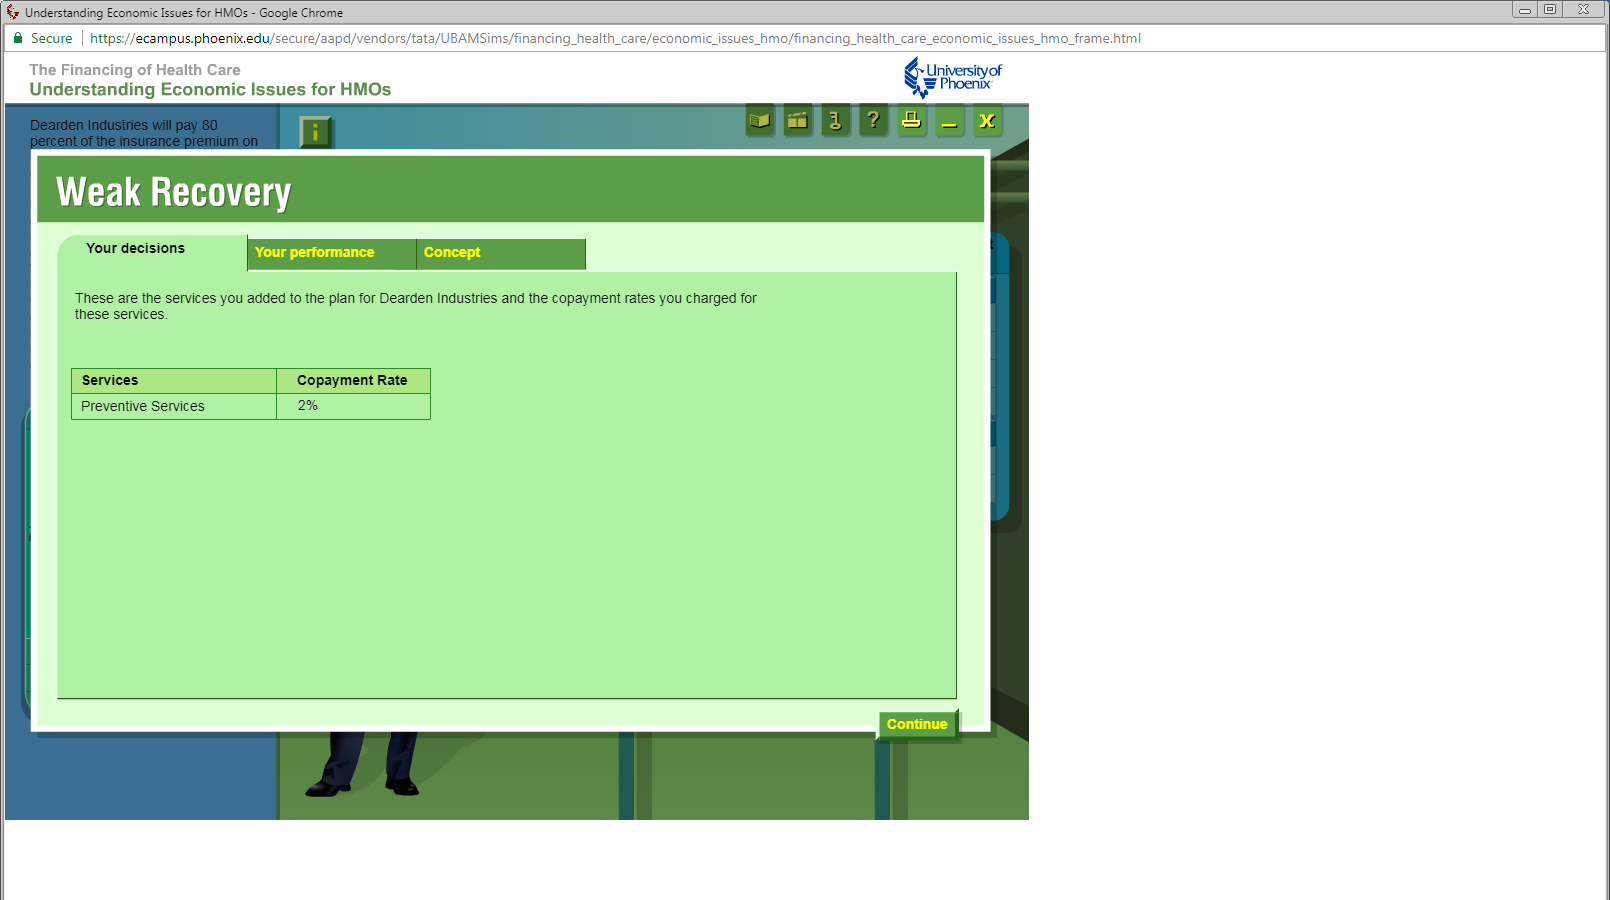 Understanding Economic Issues for HMOs - Google Chrome
Secure https://ecampus.phoenix.edu/secure/aapd/vendors/tata/UBAMSims/financing_health_care/economic_issues_hmo/financing_health_care_economic_issues_hmo_frame.html
The Financing of Health Care
Understanding Economic Issues for HMOs
University of
Phoenix
Dearden Industries will pay 80
percent of the insurance premium on
i
?
X
Weak Recovery
Your decisions
Your performance
Concept
These are the services you added to the plan for Dearden Industries and the copayment rates you charged for
these services.
Services Copayment Rate
Preventive Services 2%
Continue